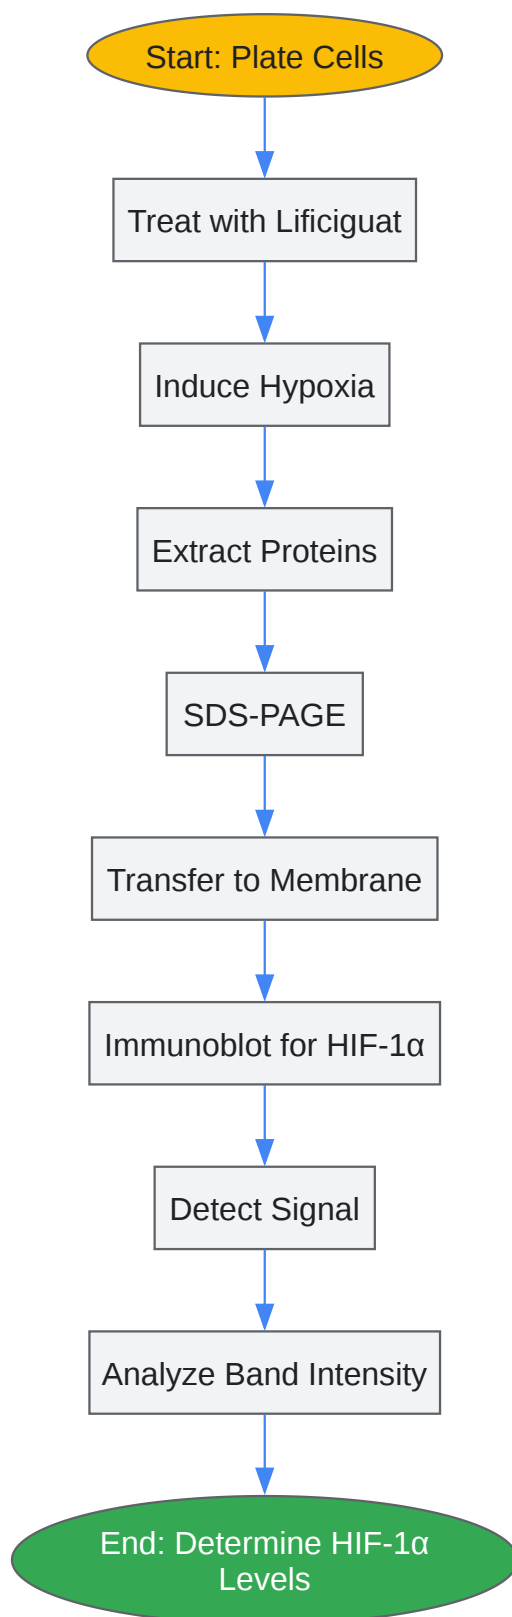 Start: Plate Cells
Treat with Lificiguat
Induce Hypoxia
Extract Proteins
SDS-PAGE
Transfer to Membrane
Immunoblot for HIF-1α
Detect Signal
Analyze Band Intensity
End: Determine HIF-1α
Levels